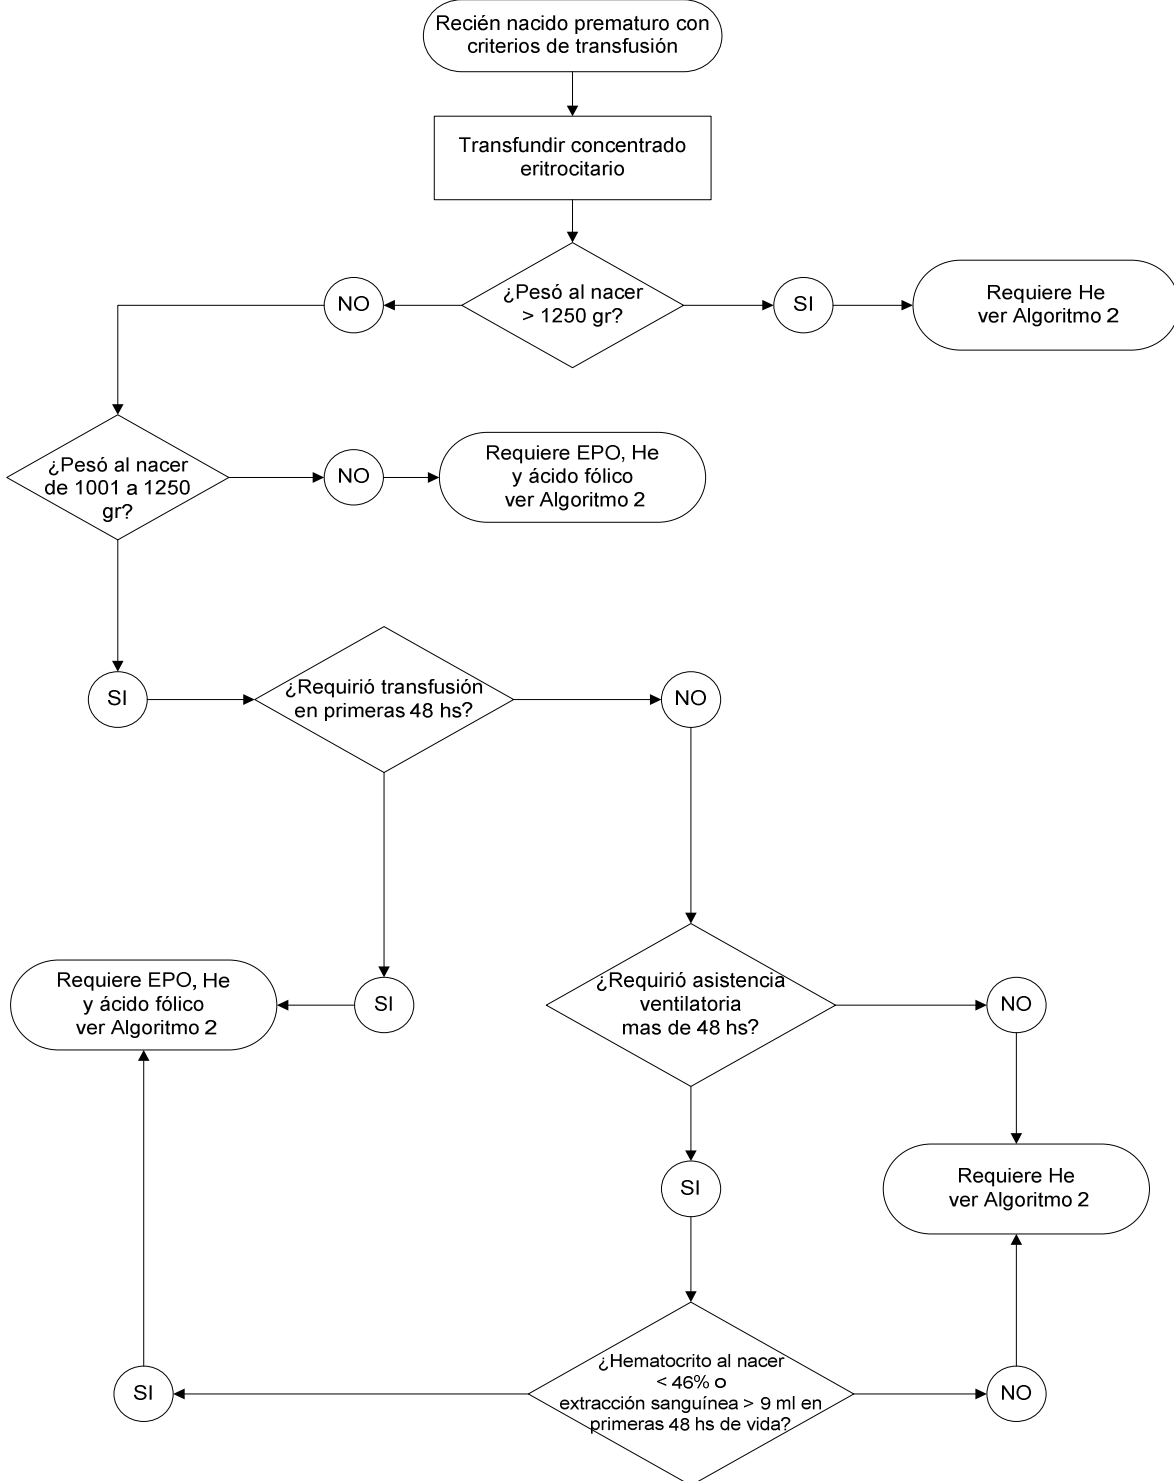 Recién nacido prematuro con
criterios de transfusión
Transfundir concentrado
eritrocitario
¿Pesó al nacer
> 1250 gr?
NO
SI
Requiere He
ver Algoritmo 2
¿Pesó al nacer
de 1001 a 1250
gr?
NO
Requiere EPO, He
y ácido fólico
ver Algoritmo 2
SI
¿Requirió transfusión
en primeras 48 hs?
NO
Requiere EPO, He
y ácido fólico
ver Algoritmo 2
SI
¿Requirió asistencia
ventilatoria
mas de 48 hs?
NO
SI
Requiere He
ver Algoritmo 2
SI
¿Hematocrito al nacer
< 46% o
extracción sanguínea > 9 ml en
primeras 48 hs de vida?
NO